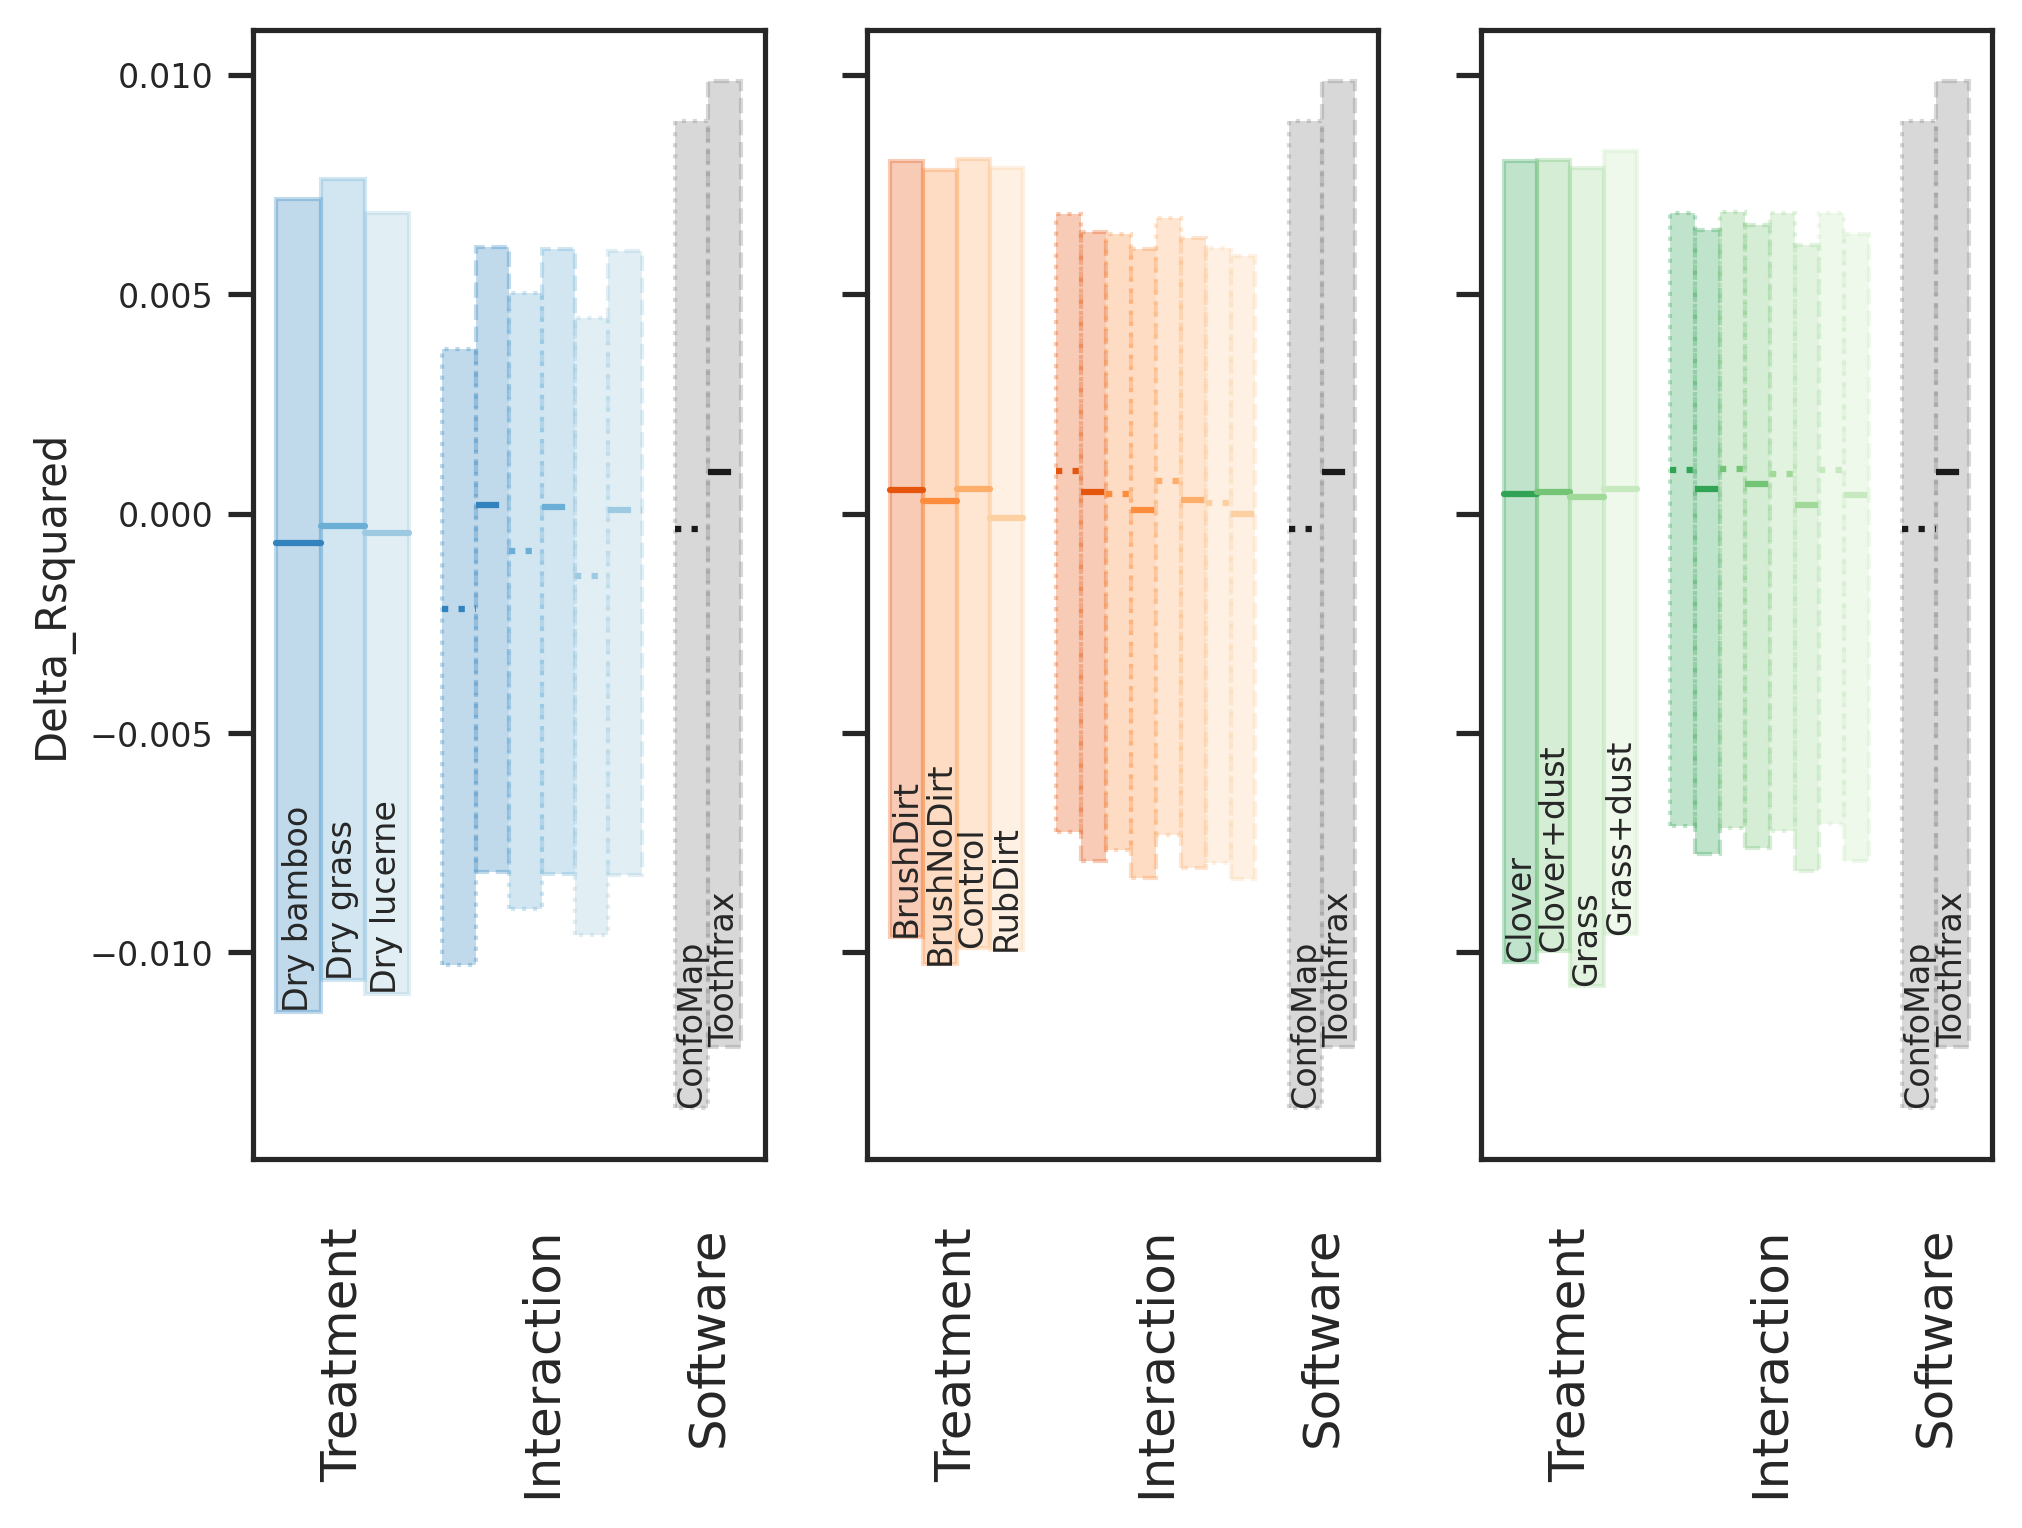 Delta_Rsquared
0.010
0.005
0.000
−0.005
−0.010
Dry bamboo
Dry grass
Dry lucerne
ConfoMap
Toothfrax
BrushDirt
BrushNoDirt
Control
RubDirt
ConfoMap
Toothfrax
Clover
Clover+dust
Grass
Grass+dust
ConfoMap
Toothfrax
Treatment
Interaction
Software
Treatment
Interaction
Software
Treatment
Interaction
Software